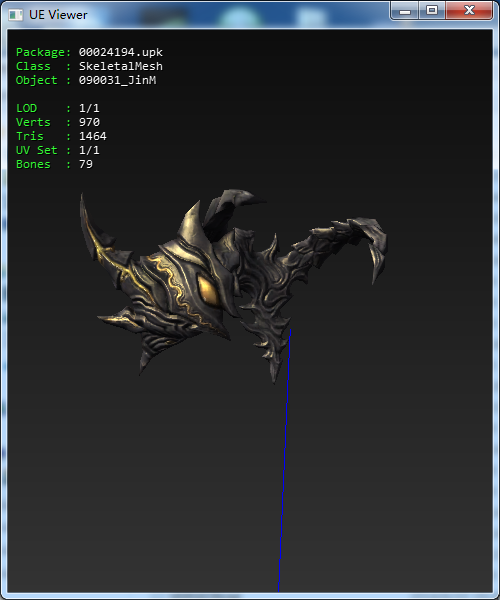 UE Viewer
Package: 00024194.upk
Class : SkeletalMesh
Object : 090031_JinM
LOD : 1/1
Verts : 970
Tris : 1464
UV Set : 1/1
Bones : 79